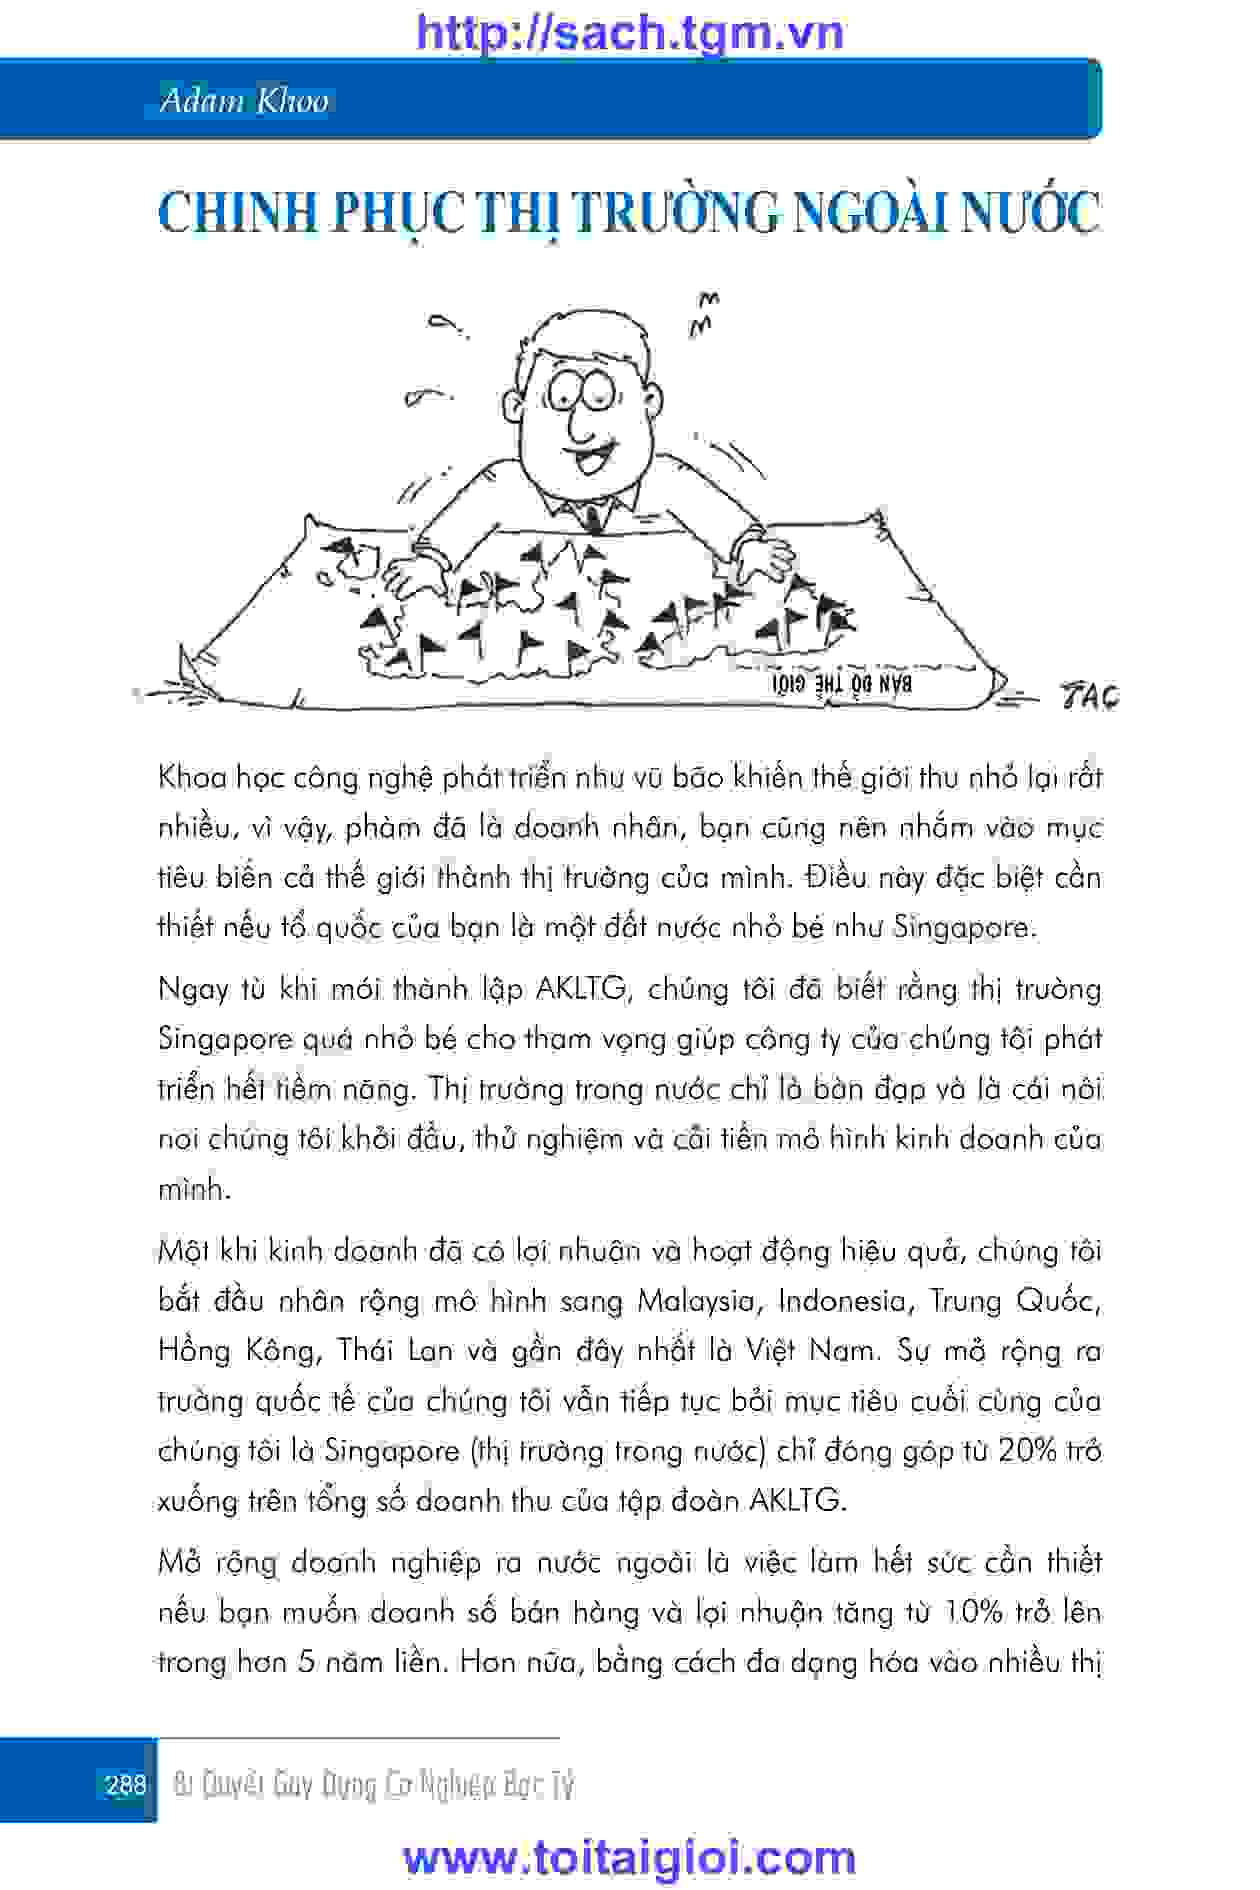 http://sach.tgm.vn
Adam Khoo
CHINH PHỤC THỊ TRƯỜNG NGOÀI NƯỚC
BẢN ĐỒ THẾ GIỚI
TAC
Khoa học công nghệ phát triển như vũ bão khiến thế giới thu nhỏ lại rất
nhiều, vì vậy, phàm đã là doanh nhân, bạn cũng nên nhắm vào mục
tiêu biến cả thế giới thành thị trường của mình. Điều này đặc biệt cần
thiết nếu tổ quốc của bạn là một đất nước nhỏ bé như Singapore.
Ngay từ khi mới thành lập AKLTG, chúng tôi đã biết rằng thị trường
Singapore quá nhỏ bé cho tham vọng giúp công ty của chúng tôi phát
triển hết tiềm năng. Thị trường trong nước chỉ là bàn đạp và là cái nôi
nơi chúng tôi khởi đầu, thử nghiệm và cải tiến mô hình kinh doanh của
mình.
Một khi kinh doanh đã có lợi nhuận và hoạt động hiệu quả, chúng tôi
bắt đầu nhân rộng mô hình sang Malaysia, Indonesia, Trung Quốc,
Hồng Kông, Thái Lan và gần đây nhất là Việt Nam. Sự mở rộng ra
trường quốc tế của chúng tôi vẫn tiếp tục bởi mục tiêu cuối cùng của
chúng tôi là Singapore (thị trường trong nước) chỉ đóng góp từ 20% trở
xuống trên tổng số doanh thu của tập đoàn AKLTG.
Mở rộng doanh nghiệp ra nước ngoài là việc làm hết sức cần thiết
nếu bạn muốn doanh số bán hàng và lợi nhuận tăng từ 10% trở lên
trong hơn 5 năm liền. Hơn nữa, bằng cách đa dạng hóa vào nhiều thị
288 Bí Quyết Gây Dựng Cơ Nghiệp Bạc Tỷ
www.toitaigioi.com